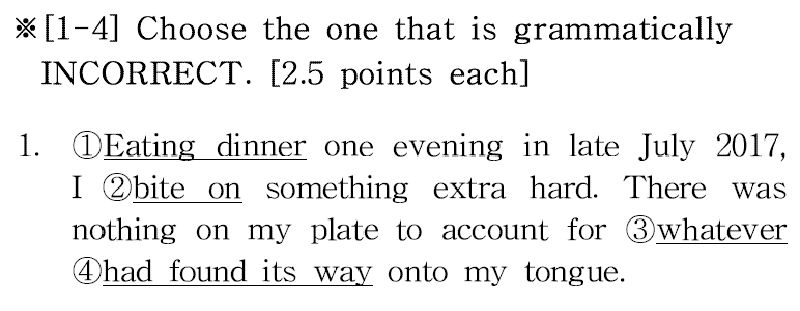 ※[1-4] Choose the one that is grammatically
INCORRECT. [2.5 points each]
1. ①Eating dinner one evening in late July 2017,
I ②bite on something extra hard. There was
nothing on my plate to account for ③whatever
④had found its way onto my tongue.